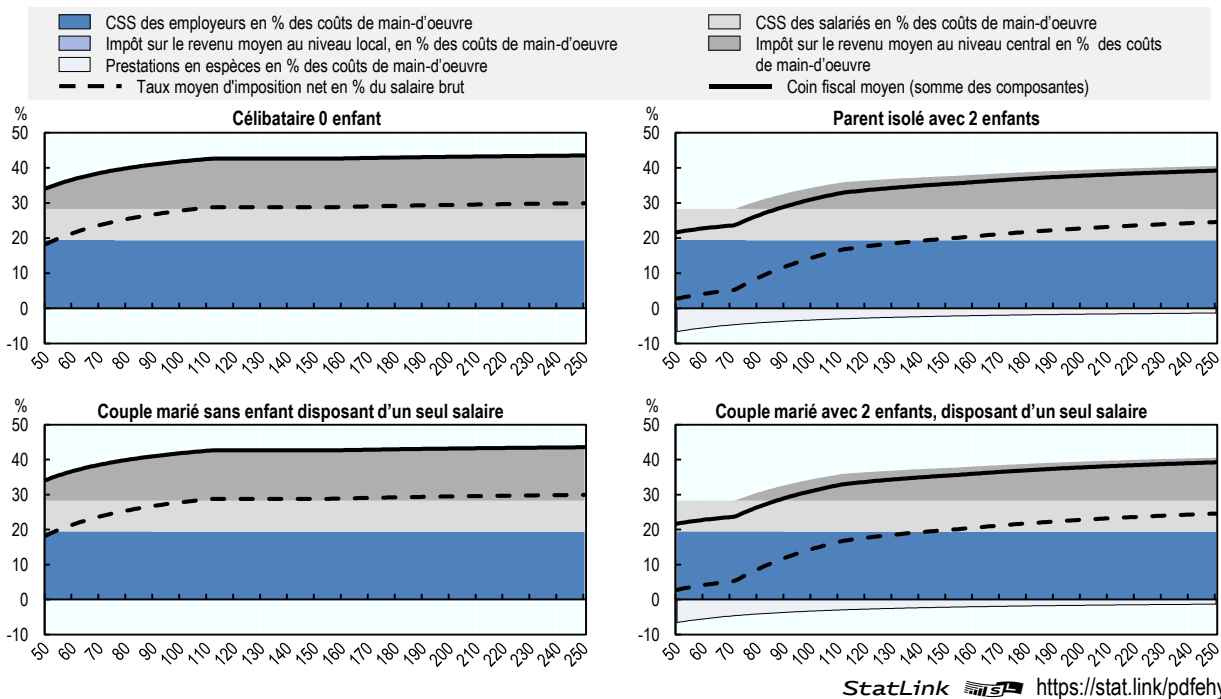 CSS des employeurs en % des coûts de main-d'oeuvre
CSS des salariés en % des coûts de main-d'oeuvre
Impôt sur le revenu moyen au niveau local, en % des coûts de main-d'oeuvre
Impôt sur le revenu moyen au niveau central en % des coûts
de main-d'oeuvre
Prestations en espèces en % des coûts de main-d'oeuvre
Taux moyen d'imposition net en % du salaire brut
Coin fiscal moyen (somme des composantes)
%
Célibataire 0 enfant
50
40
30
20
10
0
-10
50 60 70 80 90 100 110 120 130 140 150 160 170 180 190 200 210 220 230 240 250
%
Parent isolé avec 2 enfants
50
40
30
20
10
0
-10
50 60 70 80 90 100 110 120 130 140 150 160 170 180 190 200 210 220 230 240 250
%
Couple marié sans enfant disposant d'un seul salaire
50
40
30
20
10
0
-10
50 60 70 80 90 100 110 120 130 140 150 160 170 180 190 200 210 220 230 240 250
%
Couple marié avec 2 enfants, disposant d'un seul salaire
50
40
30
20
10
0
-10
50 60 70 80 90 100 110 120 130 140 150 160 170 180 190 200 210 220 230 240 250
StatLink https://stat.link/pdfehy